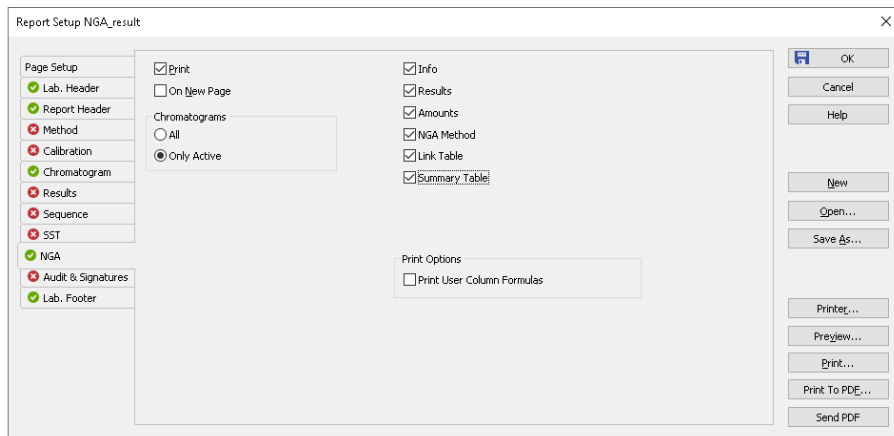 Report Setup NGA_result
Page Setup
Lab. Header
Report Header
Method
Calibration
Chromatogram
Results
Sequence
SST
NGA
Audit & Signatures
Lab. Footer
Print
On New Page
Chromatograms
All
Only Active
Info
Results
Amounts
NGA Method
Link Table
Summary Table
Print Options
Print User Column Formulas
OK
Cancel
Help
New
Open...
Save As...
Printer...
Preview...
Print...
Print To PDF...
Send PDF